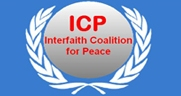 ICP
Interfaith Coalition
for Peace